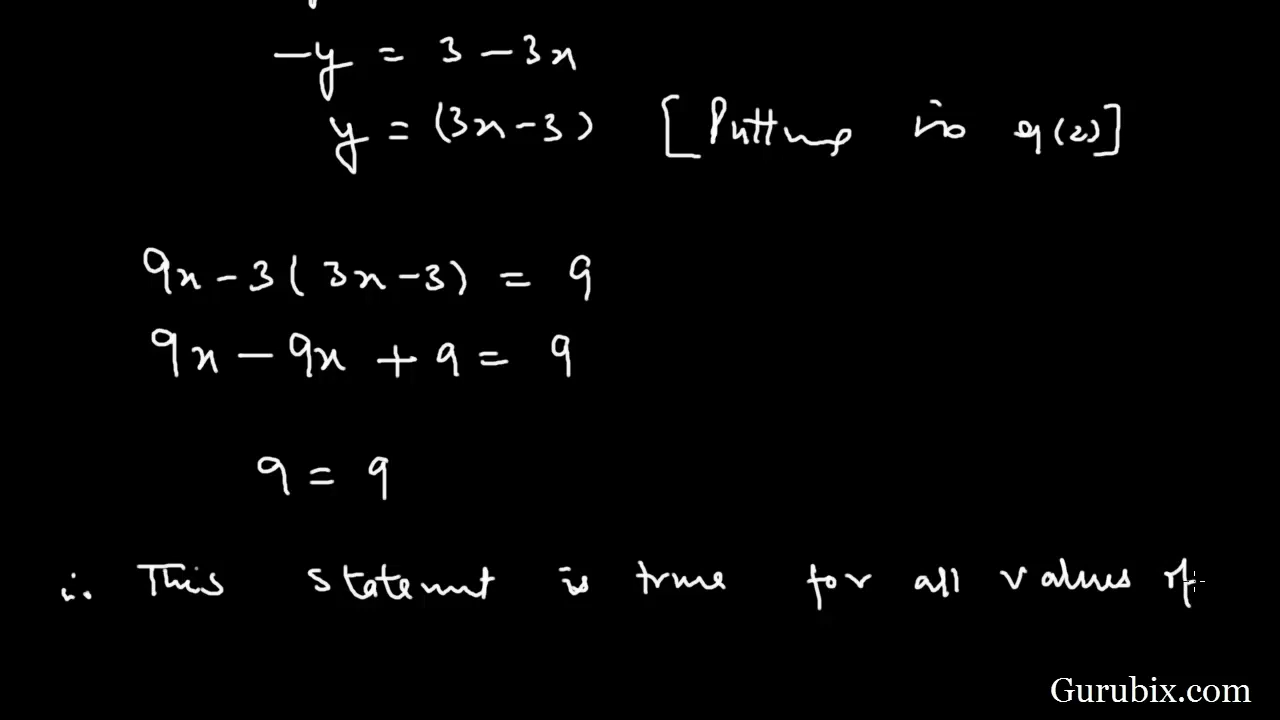 -y = 3 - 3x
y = (3x - 3) [Putting in eq(2)]
9x - 3(3x - 3) = 9
9x - 9x + 9 = 9
9 = 9
∴ This statement is true for all values of
Gurubix.com